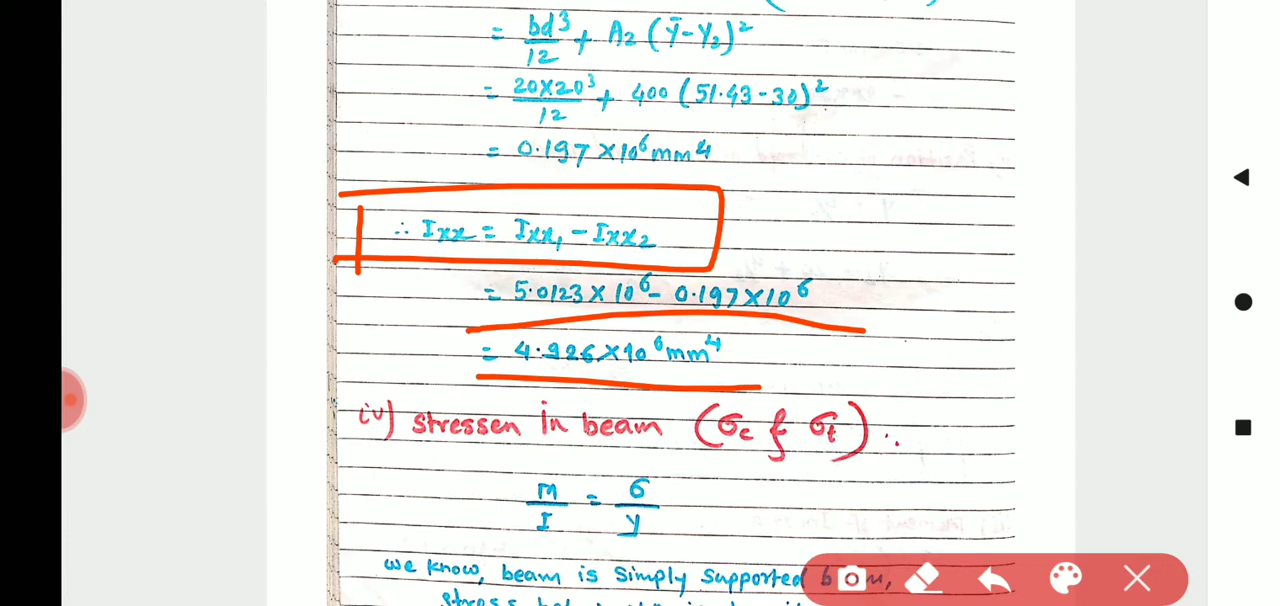 = bd³/12 + A2 (ȳ-y2)²
= 20×20³/12 + 400 (51.43-30)²
= 0.197 ×10⁶ mm⁴
∴ Ixx = Ixx1 - Ixx2
= 5.0123×10⁶ - 0.197×10⁶
= 4.926×10⁶ mm⁴
iv) stressen in beam (σc & σt) :
M/I = σ/y
we know, beam is simply supported